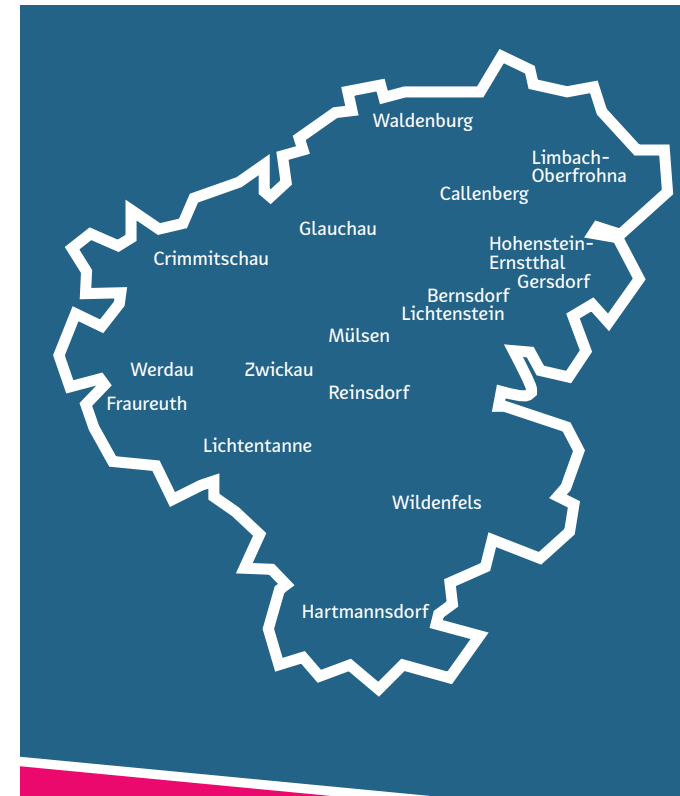 Waldenburg
Limbach-
Oberfrohna
Callenberg
Glauchau
Hohenstein-
Ernstthal
Crimmitschau
Gersdorf
Bernsdorf
Lichtenstein
Mülsen
Werdau
Zwickau
Reinsdorf
Fraureuth
Lichtentanne
Wildenfels
Hartmannsdorf